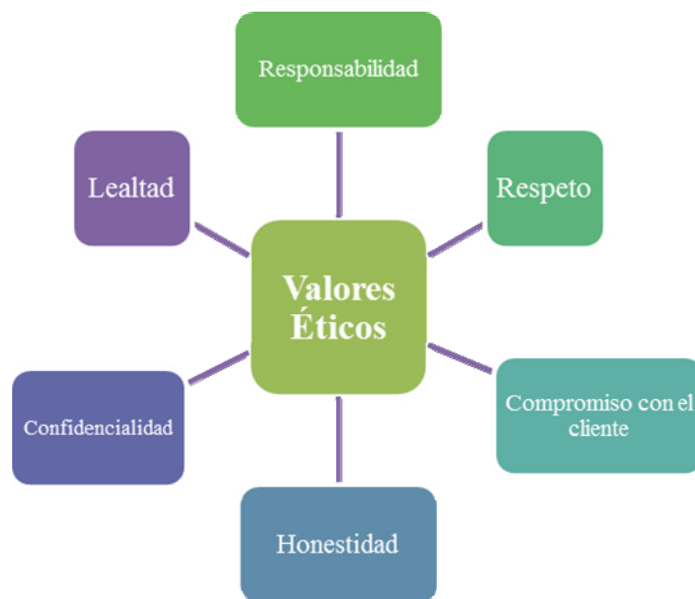 Responsabilidad
Lealtad
Respeto
Valores
Éticos
Confidencialidad
Compromiso con el
cliente
Honestidad